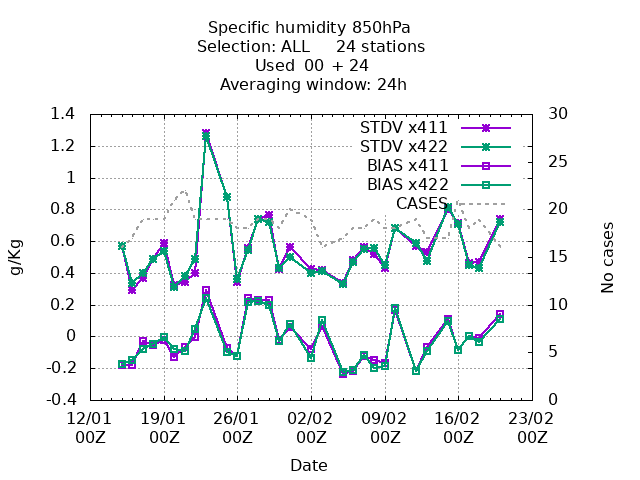 Specific humidity 850hPa
Selection: ALL 24 stations
Used 00 + 24
Averaging window: 24h
1.4
1.2
1
0.8
0.6
0.4
0.2
0
-0.2
-0.4
g/Kg
STDV x411
STDV x422
BIAS x411
BIAS x422
CASES
30
25
20
15
10
5
0
No cases
12/01 19/01 26/01 02/02 09/02 16/02 23/02
00Z 00Z 00Z 00Z 00Z 00Z 00Z
Date